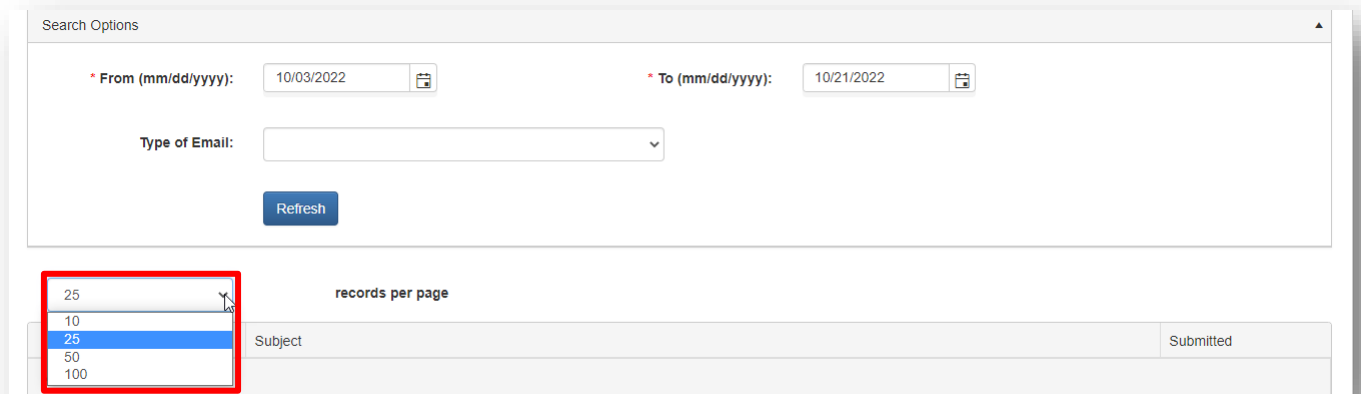 Search Options
* From (mm/dd/yyyy): 10/03/2022 * To (mm/dd/yyyy): 10/21/2022
Type of Email:
Refresh
25 records per page
10
25
Subject Submitted
50
100